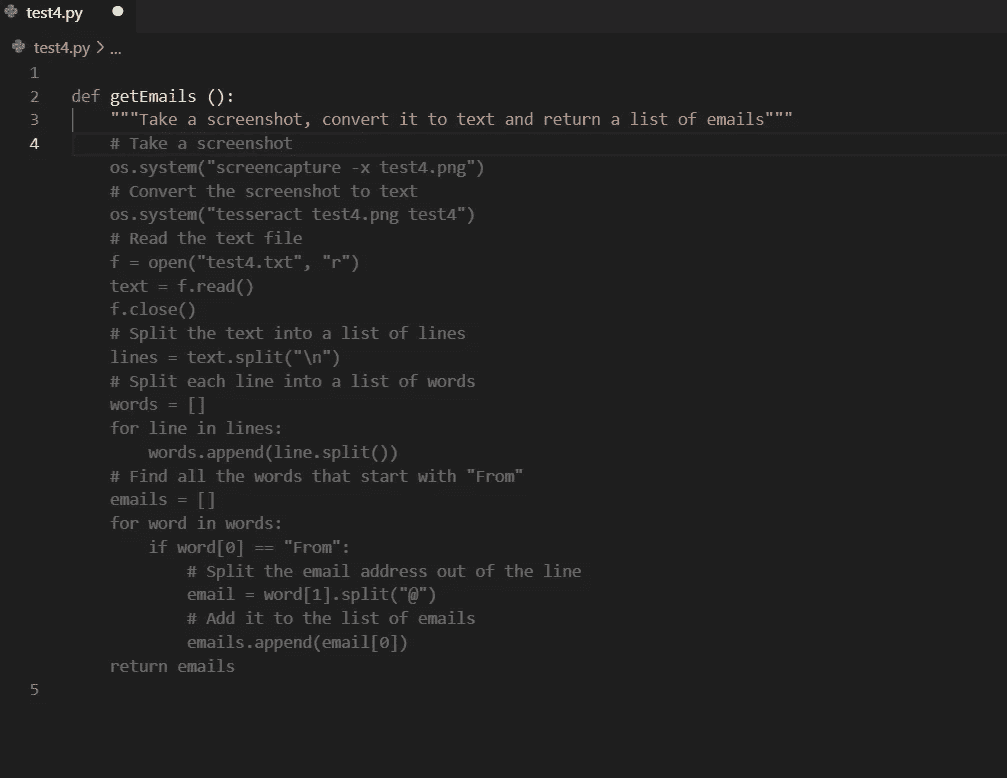 test4.py
test4.py > ...
1
2 def getEmails ():
3     """Take a screenshot, convert it to text and return a list of emails"""
4     # Take a screenshot
    os.system("screencapture -x test4.png")
    # Convert the screenshot to text
    os.system("tesseract test4.png test4")
    # Read the text file
    f = open("test4.txt", "r")
    text = f.read()
    f.close()
    # Split the text into a list of lines
    lines = text.split("\n")
    # Split each line into a list of words
    words = []
    for line in lines:
        words.append(line.split())
    # Find all the words that start with "From"
    emails = []
    for word in words:
        if word[0] == "From":
            # Split the email address out of the line
            email = word[1].split("@")
            # Add it to the list of emails
            emails.append(email[0])
    return emails
5